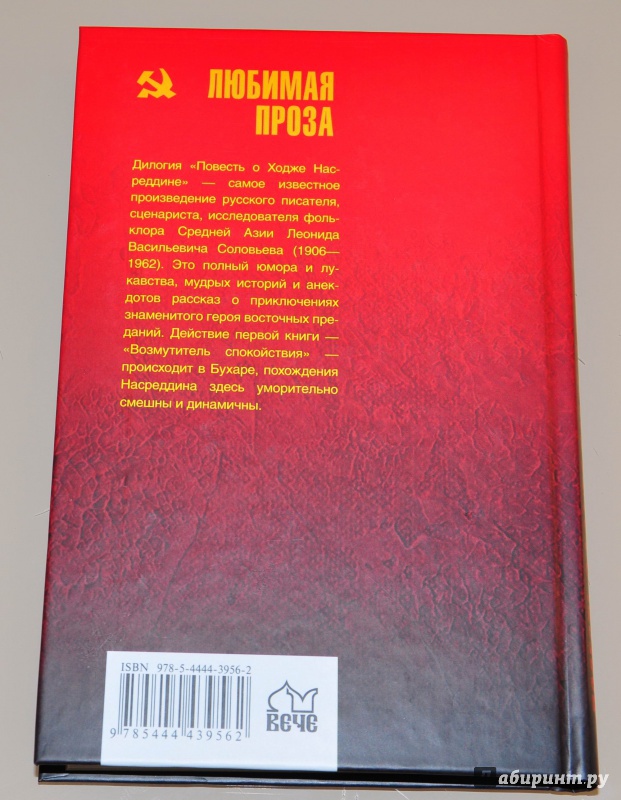 ЛЮБИМАЯ
ПРОЗА
Дилогия «Повесть о Ходже Нас-
реддине» — самое известное
произведение русского писателя,
сценариста, исследователя фоль-
клора Средней Азии Леонида
Васильевича Соловьева (1906—
1962). Это полный юмора и лу-
кавства, мудрых историй и анек-
дотов рассказ о приключениях
знаменитого героя восточных пре-
даний. Действие первой книги —
«Возмутитель спокойствия» —
происходит в Бухаре, похождения
Насреддина здесь уморительно
смешны и динамичны.
ISBN 978-5-4444-3956-2
ВЕЧЕ
9 785444 439562
Лабиринт.ру